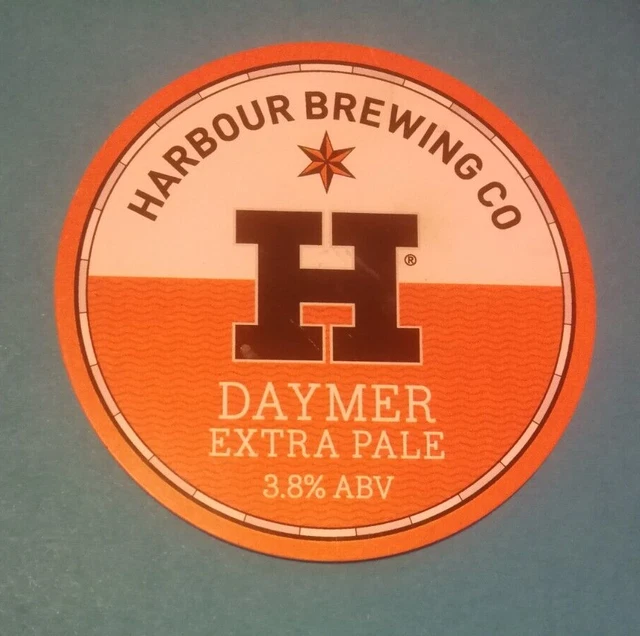 HARBOUR BREWING CO
H®
DAYMER
EXTRA PALE
3.8% ABV